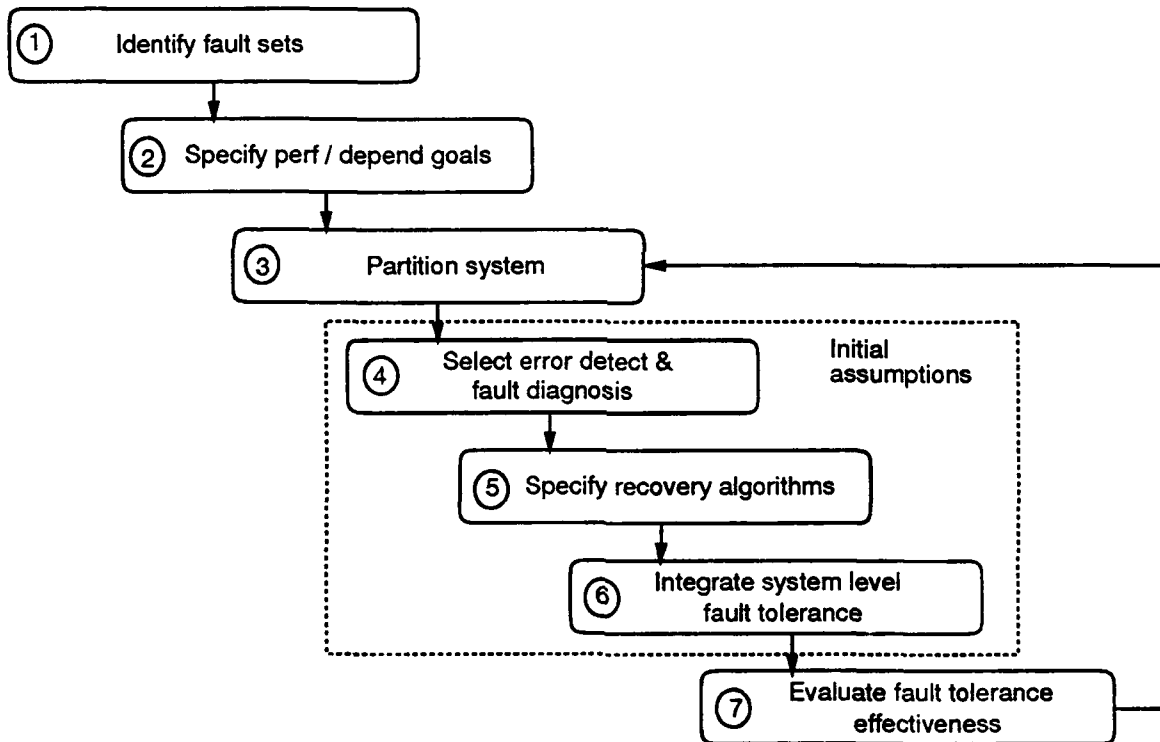 1 Identify fault sets
2 Specify perf / depend goals
3 Partition system
4 Select error detect &
fault diagnosis
Initial
assumptions
5 Specify recovery algorithms
6 Integrate system level
fault tolerance
7 Evaluate fault tolerance
effectiveness